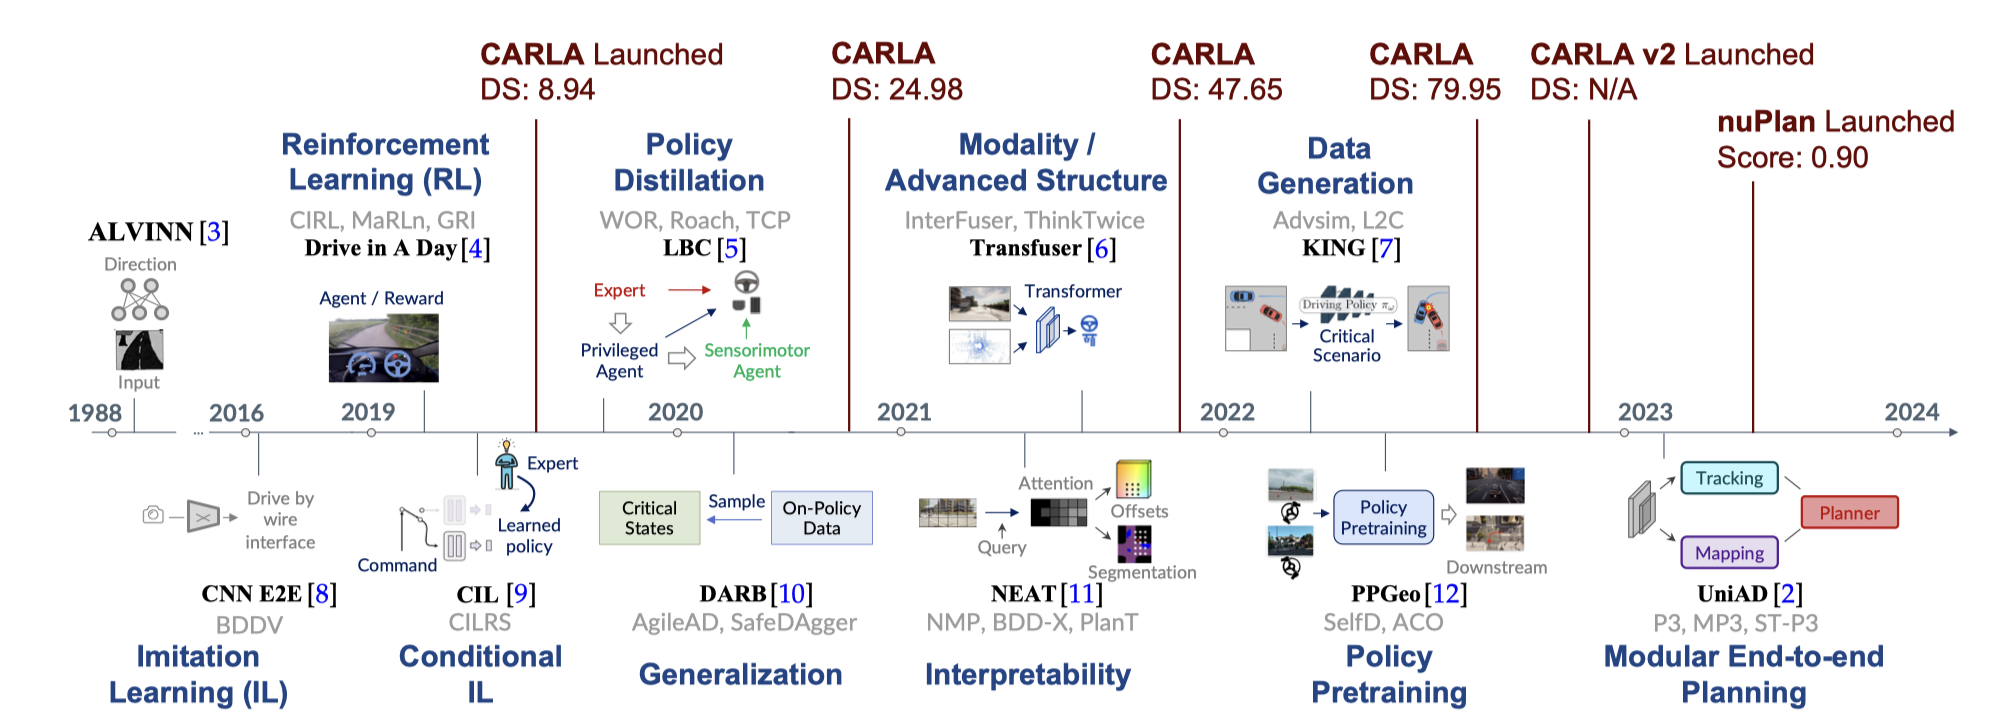 CARLA Launched
DS: 8.94
CARLA
DS: 24.98
CARLA
DS: 47.65
CARLA
DS: 79.95
CARLA v2 Launched
DS: N/A
nuPlan Launched
Score: 0.90
ALVINN [3]
Direction
Input
Reinforcement
Learning (RL)
CIRL, MaRLn, GRI
Drive in A Day [4]
Agent / Reward
Policy
Distillation
WOR, Roach, TCP
LBC [5]
Expert
Privileged
Agent
Sensorimotor
Agent
Modality /
Advanced Structure
InterFuser, ThinkTwice
Transfuser [6]
Transformer
Data
Generation
Advsim, L2C
KING [7]
Driving Policy πω
Critical
Scenario
1988
...
2016
2019
2020
2021
2022
2023
2024
Drive by
wire
interface
CNN E2E [8]
BDDV
Imitation
Learning (IL)
Expert
Learned
policy
Command
CIL [9]
CILRS
Conditional
IL
Critical
States
Sample
On-Policy
Data
DARB [10]
AgileAD, SafeDAgger
Generalization
Attention
Query
Offsets
Segmentation
NEAT [11]
NMP, BDD-X, PlanT
Interpretability
Policy
Pretraining
Downstream
PPGeo [12]
SelfD, ACO
Policy
Pretraining
Tracking
Mapping
Planner
UniAD [2]
P3, MP3, ST-P3
Modular End-to-end
Planning